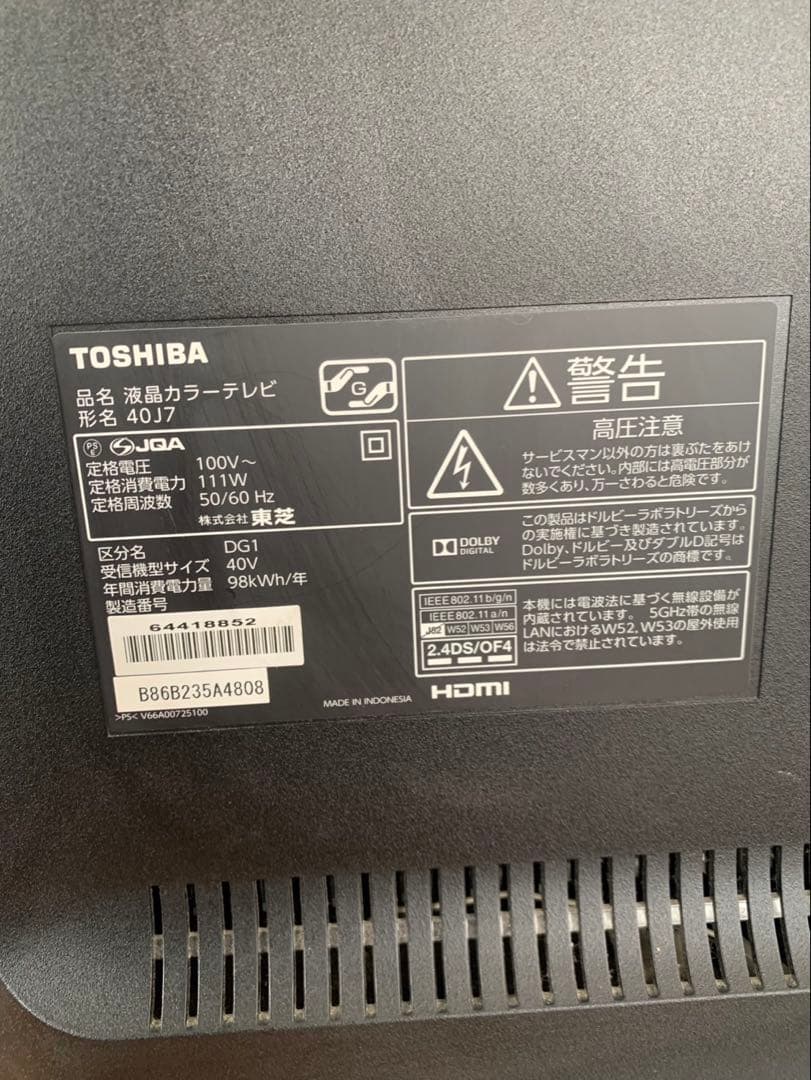 TOSHIBA
品名 液晶カラーテレビ
形名 40J7
G
PS
E
JQA
定格電圧 100V～
定格消費電力 111W
定格周波数 50/60 Hz
株式会社 東芝
区分名 DG1
受信機型サイズ 40V
年間消費電力量 98kWh/年
製造番号
64418852
B86B235A4808
>PS< V66A00725100
MADE IN INDONESIA
警告
高圧注意
サービスマン以外の方は裏ぶたをあけ
ないでください。内部には高電圧部分が
数多くあり、万一さわると危険です。
DOLBY
DIGITAL
この製品はドルビーラボラトリーズから
の実施権に基づき製造されています。
Dolby、ドルビー及びダブルD記号は
ドルビーラボラトリーズの商標です。
IEEE802.11b/g/n
IEEE802.11a/n
J52 W52 W53 W56
2.4DS/OF4
本機には電波法に基づく無線設備が
内蔵されています。 5GHz帯の無線
LANにおけるW52、W53の屋外使用
は法令で禁止されています。
HDMI